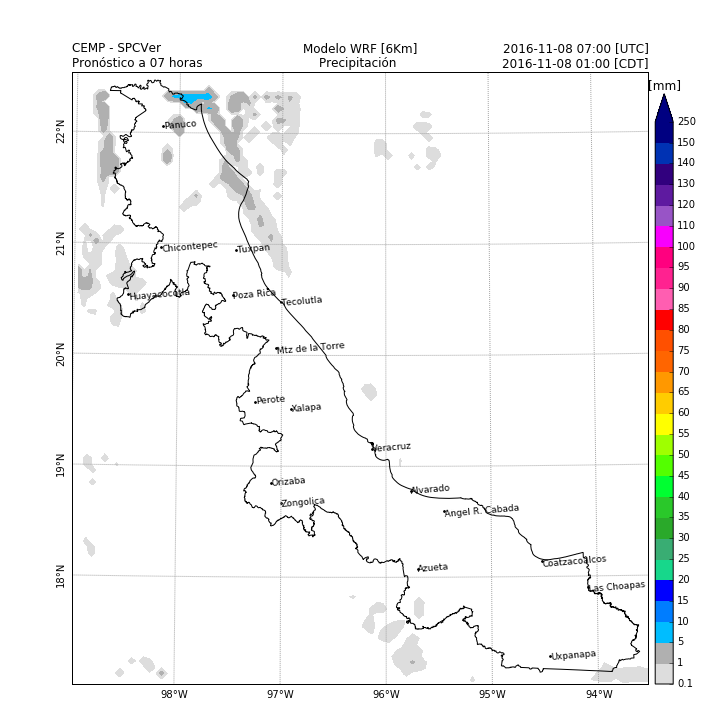 CEMP - SPCVer Modelo WRF [6Km] 2016-11-08 07:00 [UTC]
Pronóstico a 07 horas Precipitación 2016-11-08 01:00 [CDT]
[mm]
250
150
140
130
120
110
100
95
90
85
80
75
70
65
60
55
50
45
40
35
30
25
20
15
10
5
1
0.1
22°N
21°N
20°N
19°N
18°N
Panuco
Chicontepec
Tuxpan
Huayacocotla
Poza Rica
Tecolutla
Mtz de la Torre
Perote
Xalapa
Veracruz
Orizaba
Alvarado
Zongolica
Angel R. Cabada
Azueta
Coatzacoalcos
Las Choapas
Uxpanapa
98°W 97°W 96°W 95°W 94°W